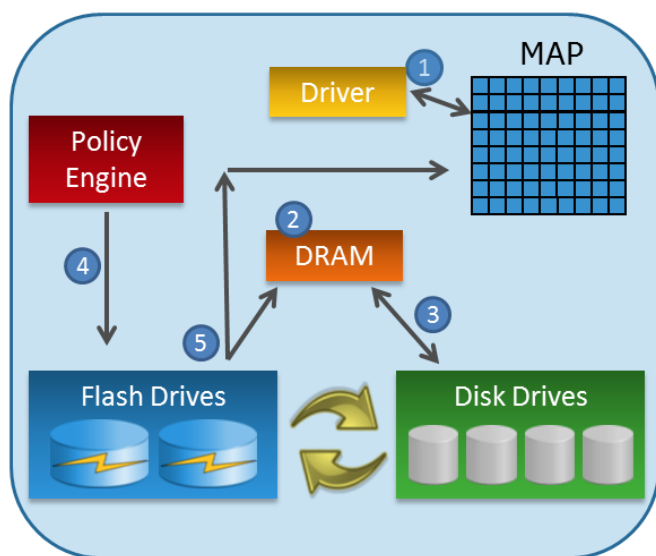 1
MAP
Driver
Policy
Engine
2
DRAM
4
3
5
Flash Drives
Disk Drives